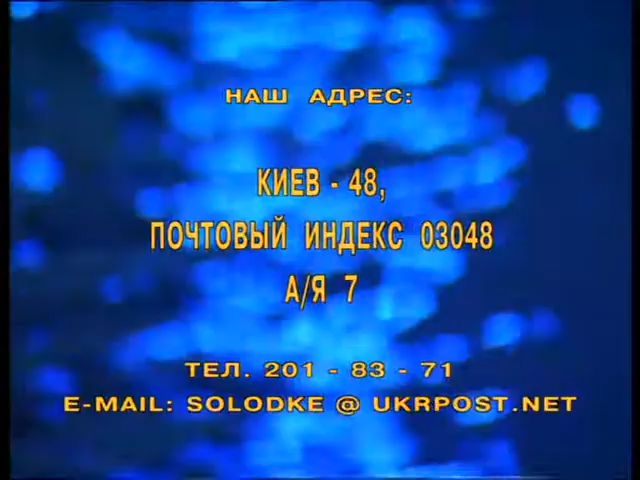 НАШ АДРЕС:
КИЕВ - 48,
ПОЧТОВЫЙ ИНДЕКС 03048
А/Я 7
ТЕЛ. 201 - 83 - 71
E-MAIL: SOLODKE @ UKRPOST.NET